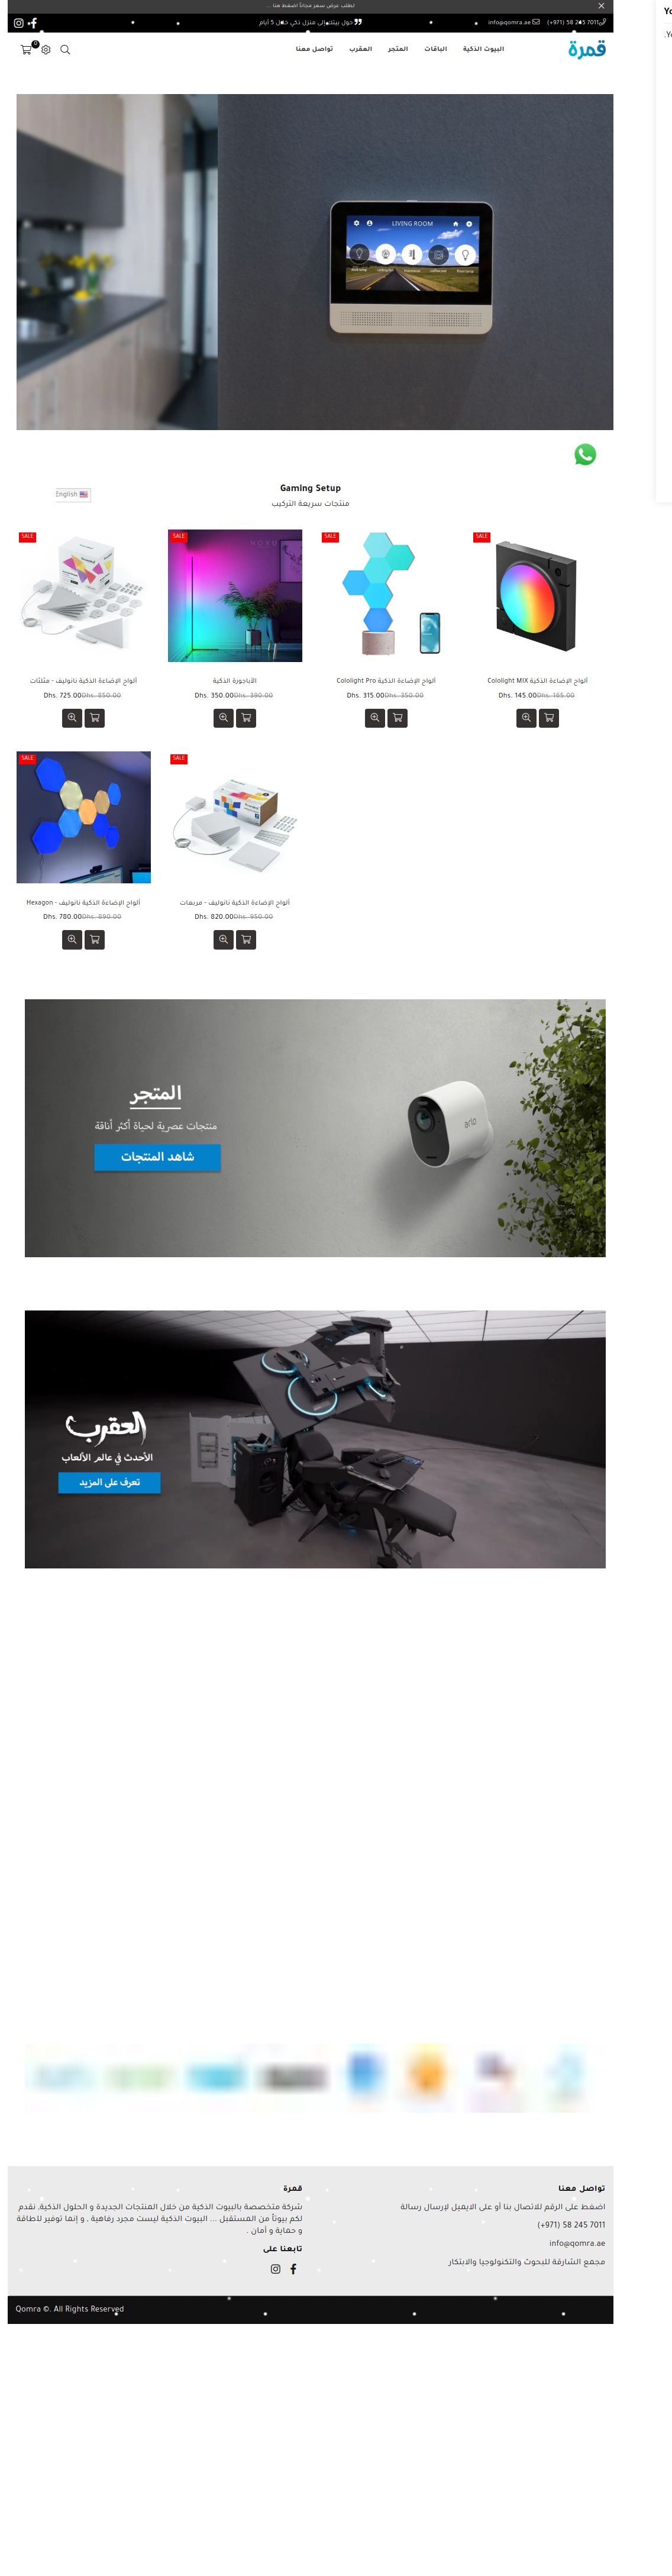 لطلب عرض سعر مجاناً اضغط هنا ...
(+971) 58 245 7011
info@qomra.ae
حول بيتك إلى منزل ذكي خلال 5 أيام
قمرة
البيوت الذكية
الباقات
المتجر
العقرب
تواصل معنا
0
LIVING ROOM
English
Gaming Setup
منتجات سريعة التركيب
SALE
SALE
SALE
SALE
ألواح الإضاءة الذكية نانوليف - مثلثات
Dhs. 725.00 Dhs. 850.00
الأباجورة الذكية
Dhs. 350.00 Dhs. 390.00
ألواح الإضاءة الذكية Cololight Pro
Dhs. 315.00 Dhs. 350.00
ألواح الإضاءة الذكية Cololight MIX
Dhs. 145.00 Dhs. 165.00
SALE
SALE
ألواح الإضاءة الذكية نانوليف - Hexagon
Dhs. 780.00 Dhs. 890.00
ألواح الإضاءة الذكية نانوليف - مربعات
Dhs. 820.00 Dhs. 950.00
المتجر
منتجات عصرية لحياة أكثر أناقة
شاهد المنتجات
arlo
العقرب
الأحدث في عالم الألعاب
تعرف على المزيد
تواصل معنا
اضغط على الرقم للاتصال بنا أو على الايميل لإرسال رسالة
(+971) 58 245 7011
info@qomra.ae
مجمع الشارقة للبحوث والتكنولوجيا والابتكار
قمرة
شركة متخصصة بالبيوت الذكية من خلال المنتجات الجديدة و الحلول الذكية, نقدم
لكم بيوتاً من المستقبل ... البيوت الذكية ليست مجرد رفاهية , و إنما توفير للطاقة
و حماية و أمان .
تابعنا على
Qomra ©. All Rights Reserved